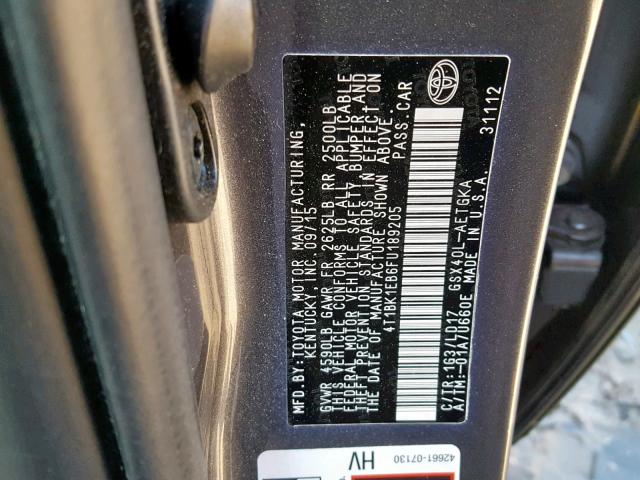 MFD.BY:TOYOTA MOTOR MANUFACTURING,
KENTUCKY,INC. 09/15
GVWR 4590LB GAWR FR 2625LB RR 2500LB
THIS VEHICLE CONFORMS TO ALL APPLICABLE
FEDERAL MOTOR VEHICLE SAFETY, BUMPER,AND
THEFT PREVENTION STANDARDS IN EFFECT ON
THE DATE OF MANUFACTURE SHOWN ABOVE.
4T1BK1EB6FU189205 PASS.CAR
C/TR:1G3/LD17 GSX40L-AETGKA
A/TM:-01A/U660E MADE IN U.S.A. 31112
HV 42661-07130